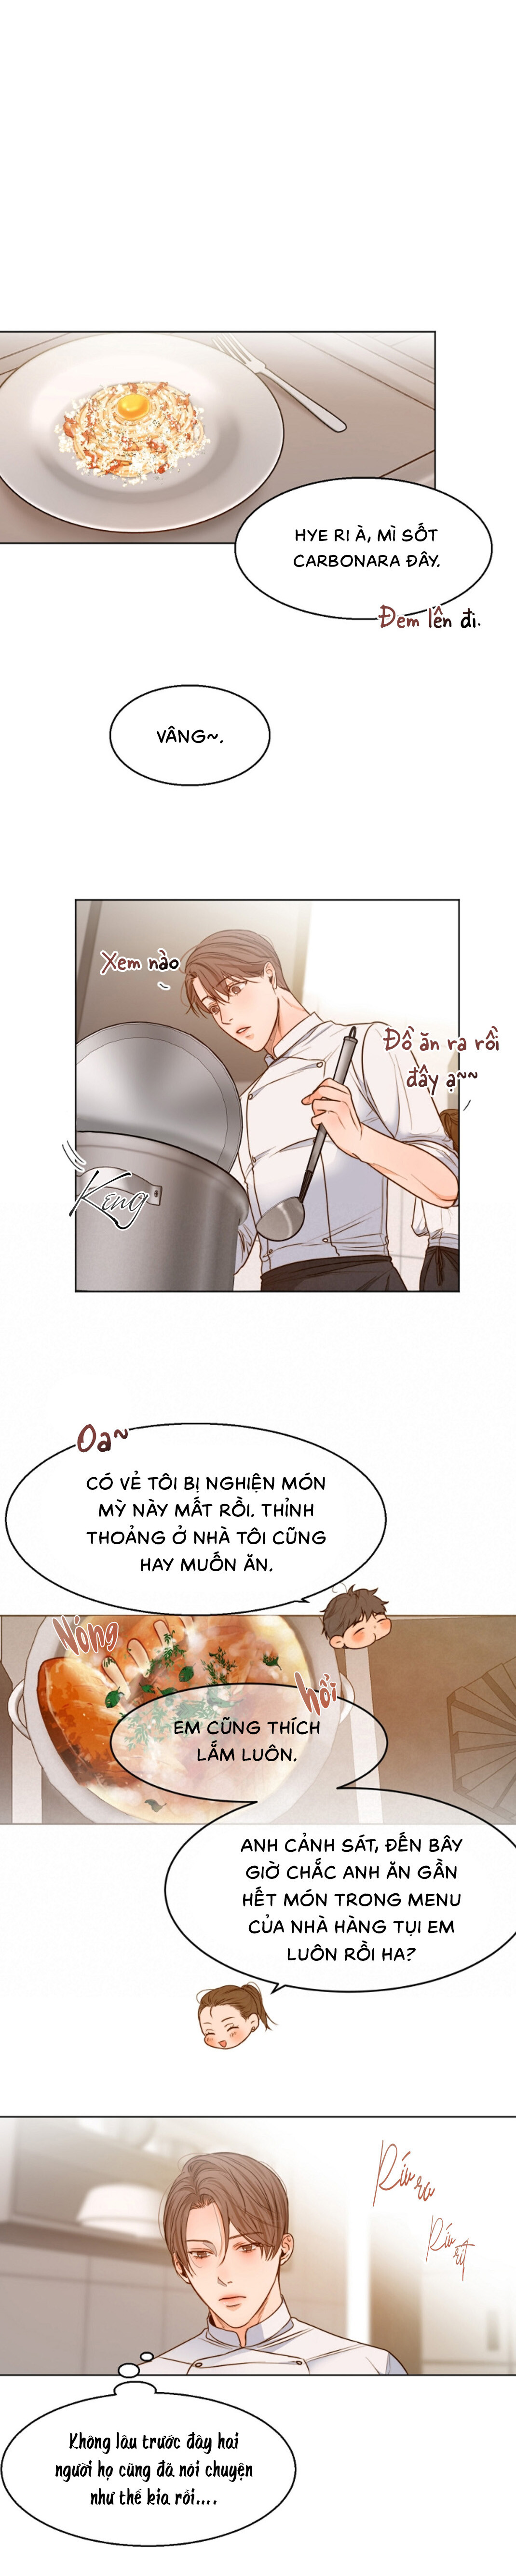 HYE RI À, MÌ SỐT
CARBONARA ĐÂY.
Đem lên đi.
VÂNG~.
Xem nào
Đồ ăn ra rồi
đây ạ~~
Keng
Oa~
CÓ VẺ TÔI BỊ NGHIỆN MÓN
MỲ NÀY MẤT RỒI. THỈNH
THOẢNG Ở NHÀ TÔI CŨNG
HAY MUỐN ĂN.
Nóng
hổi
EM CŨNG THÍCH
LẮM LUÔN.
ANH CẢNH SÁT, ĐẾN BÂY
GIỜ CHẮC ANH ĂN GẦN
HẾT MÓN TRONG MENU
CỦA NHÀ HÀNG TỤI EM
LUÔN RỒI HA?
Ríu ra
Ríu rít
Không lâu trước đây hai
người họ cũng đã nói chuyện
như thế kia rồi....